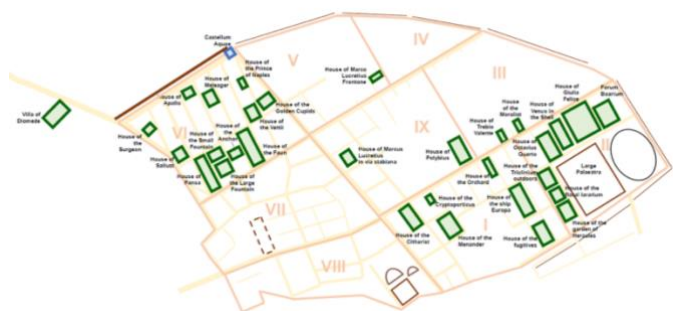 Castellum
Aquae
House of
the Prince
of Naples
House of
Meleager
House of
Apollo
House of
the Golden Cupids
House of
the Vettii
Villa of
Diomede
House of
the
Surgeon
House of
Sallust
House of
the Small
Fountain
House of
the Anchor
House of
the Faun
House of
Pansa
House of
the Large
Fountain
House of Marco
Lucretius
Frontone
House of Marcus
Lucretius
in via stabiana
House of
Polybius
House of
Trebio
Valente
House
of the
Moralist
House of
Venus in
the Shell
House of
Giulia
Felice
Forum
Boarium
House of
Octavius
Quartio
House of
the Orchard
House of the
Triclinium
outdoors
Large
Palaestra
House of the
garden of
Hercules
House of the
Cryptoporticus
House of
the ship
Europa
House of
the Citharist
House of the
Menander
House of the
fugitives
I
II
III
IV
V
VI
VII
VIII
IX